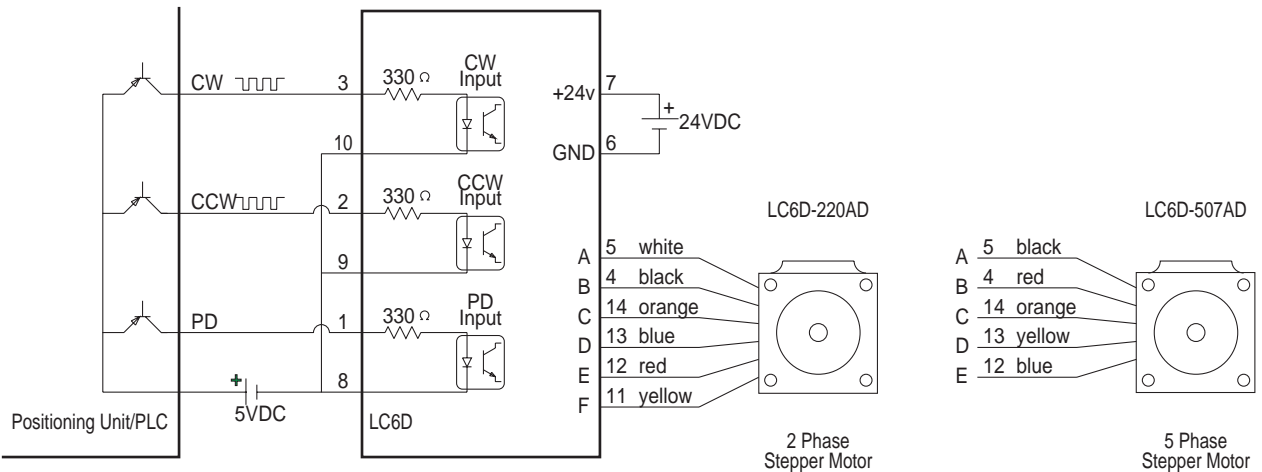 CW
3
330 Ω
CW
Input
10
+24v
7
+
24VDC
GND
6
CCW
2
330 Ω
CCW
Input
9
PD
1
330 Ω
PD
Input
8
+
5VDC
Positioning Unit/PLC
LC6D
A 5 white
B 4 black
C 14 orange
D 13 blue
E 12 red
F 11 yellow
LC6D-220AD
2 Phase
Stepper Motor
LC6D-507AD
A 5 black
B 4 red
C 14 orange
D 13 yellow
E 12 blue
5 Phase
Stepper Motor